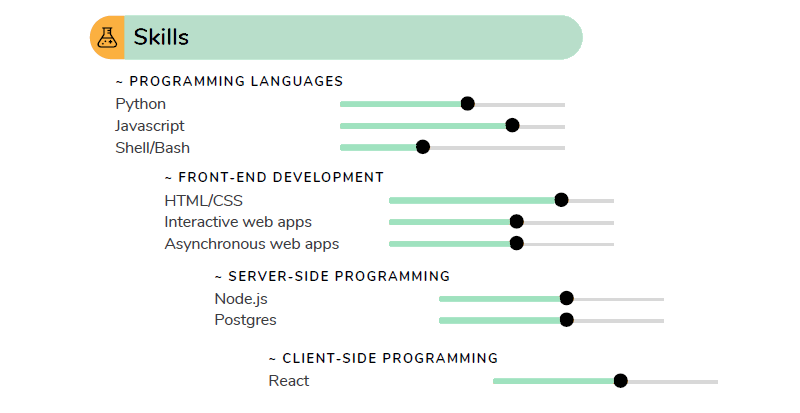 Skills
~ PROGRAMMING LANGUAGES
Python
Javascript
Shell/Bash
~ FRONT-END DEVELOPMENT
HTML/CSS
Interactive web apps
Asynchronous web apps
~ SERVER-SIDE PROGRAMMING
Node.js
Postgres
~ CLIENT-SIDE PROGRAMMING
React